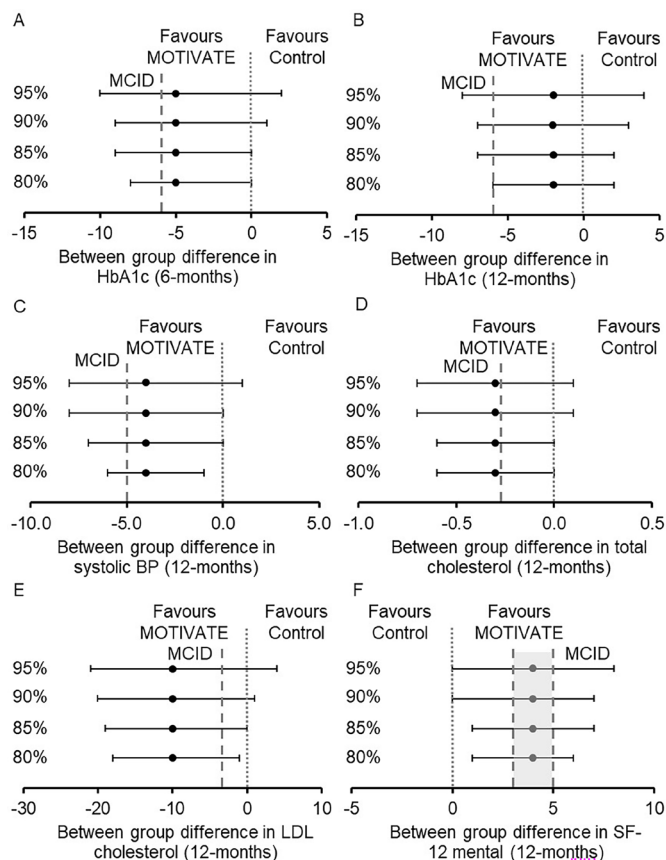 A
Favours Favours
MOTIVATE Control
MCID
95%
90%
85%
80%
-15 -10 -5 0 5
Between group difference in
HbA1c (6-months)
B
Favours Favours
MOTIVATE Control
MCID
95%
90%
85%
80%
-15 -10 -5 0 5
Between group difference in
HbA1c (12-months)
C
Favours Favours
MOTIVATE Control
MCID
95%
90%
85%
80%
-10.0 -5.0 0.0 5.0
Between group difference in
systolic BP (12-months)
D
Favours Favours
MOTIVATE Control
MCID
95%
90%
85%
80%
-1.0 -0.5 0.0 0.5
Between group difference in total
cholesterol (12-months)
E
Favours Favours
MOTIVATE Control
MCID
95%
90%
85%
80%
-30 -20 -10 0 10
Between group difference in LDL
cholesterol (12-months)
F
Favours Favours
Control MOTIVATE
MCID
95%
90%
85%
80%
-5 0 5 10
Between group difference in SF-
12 mental (12-months)